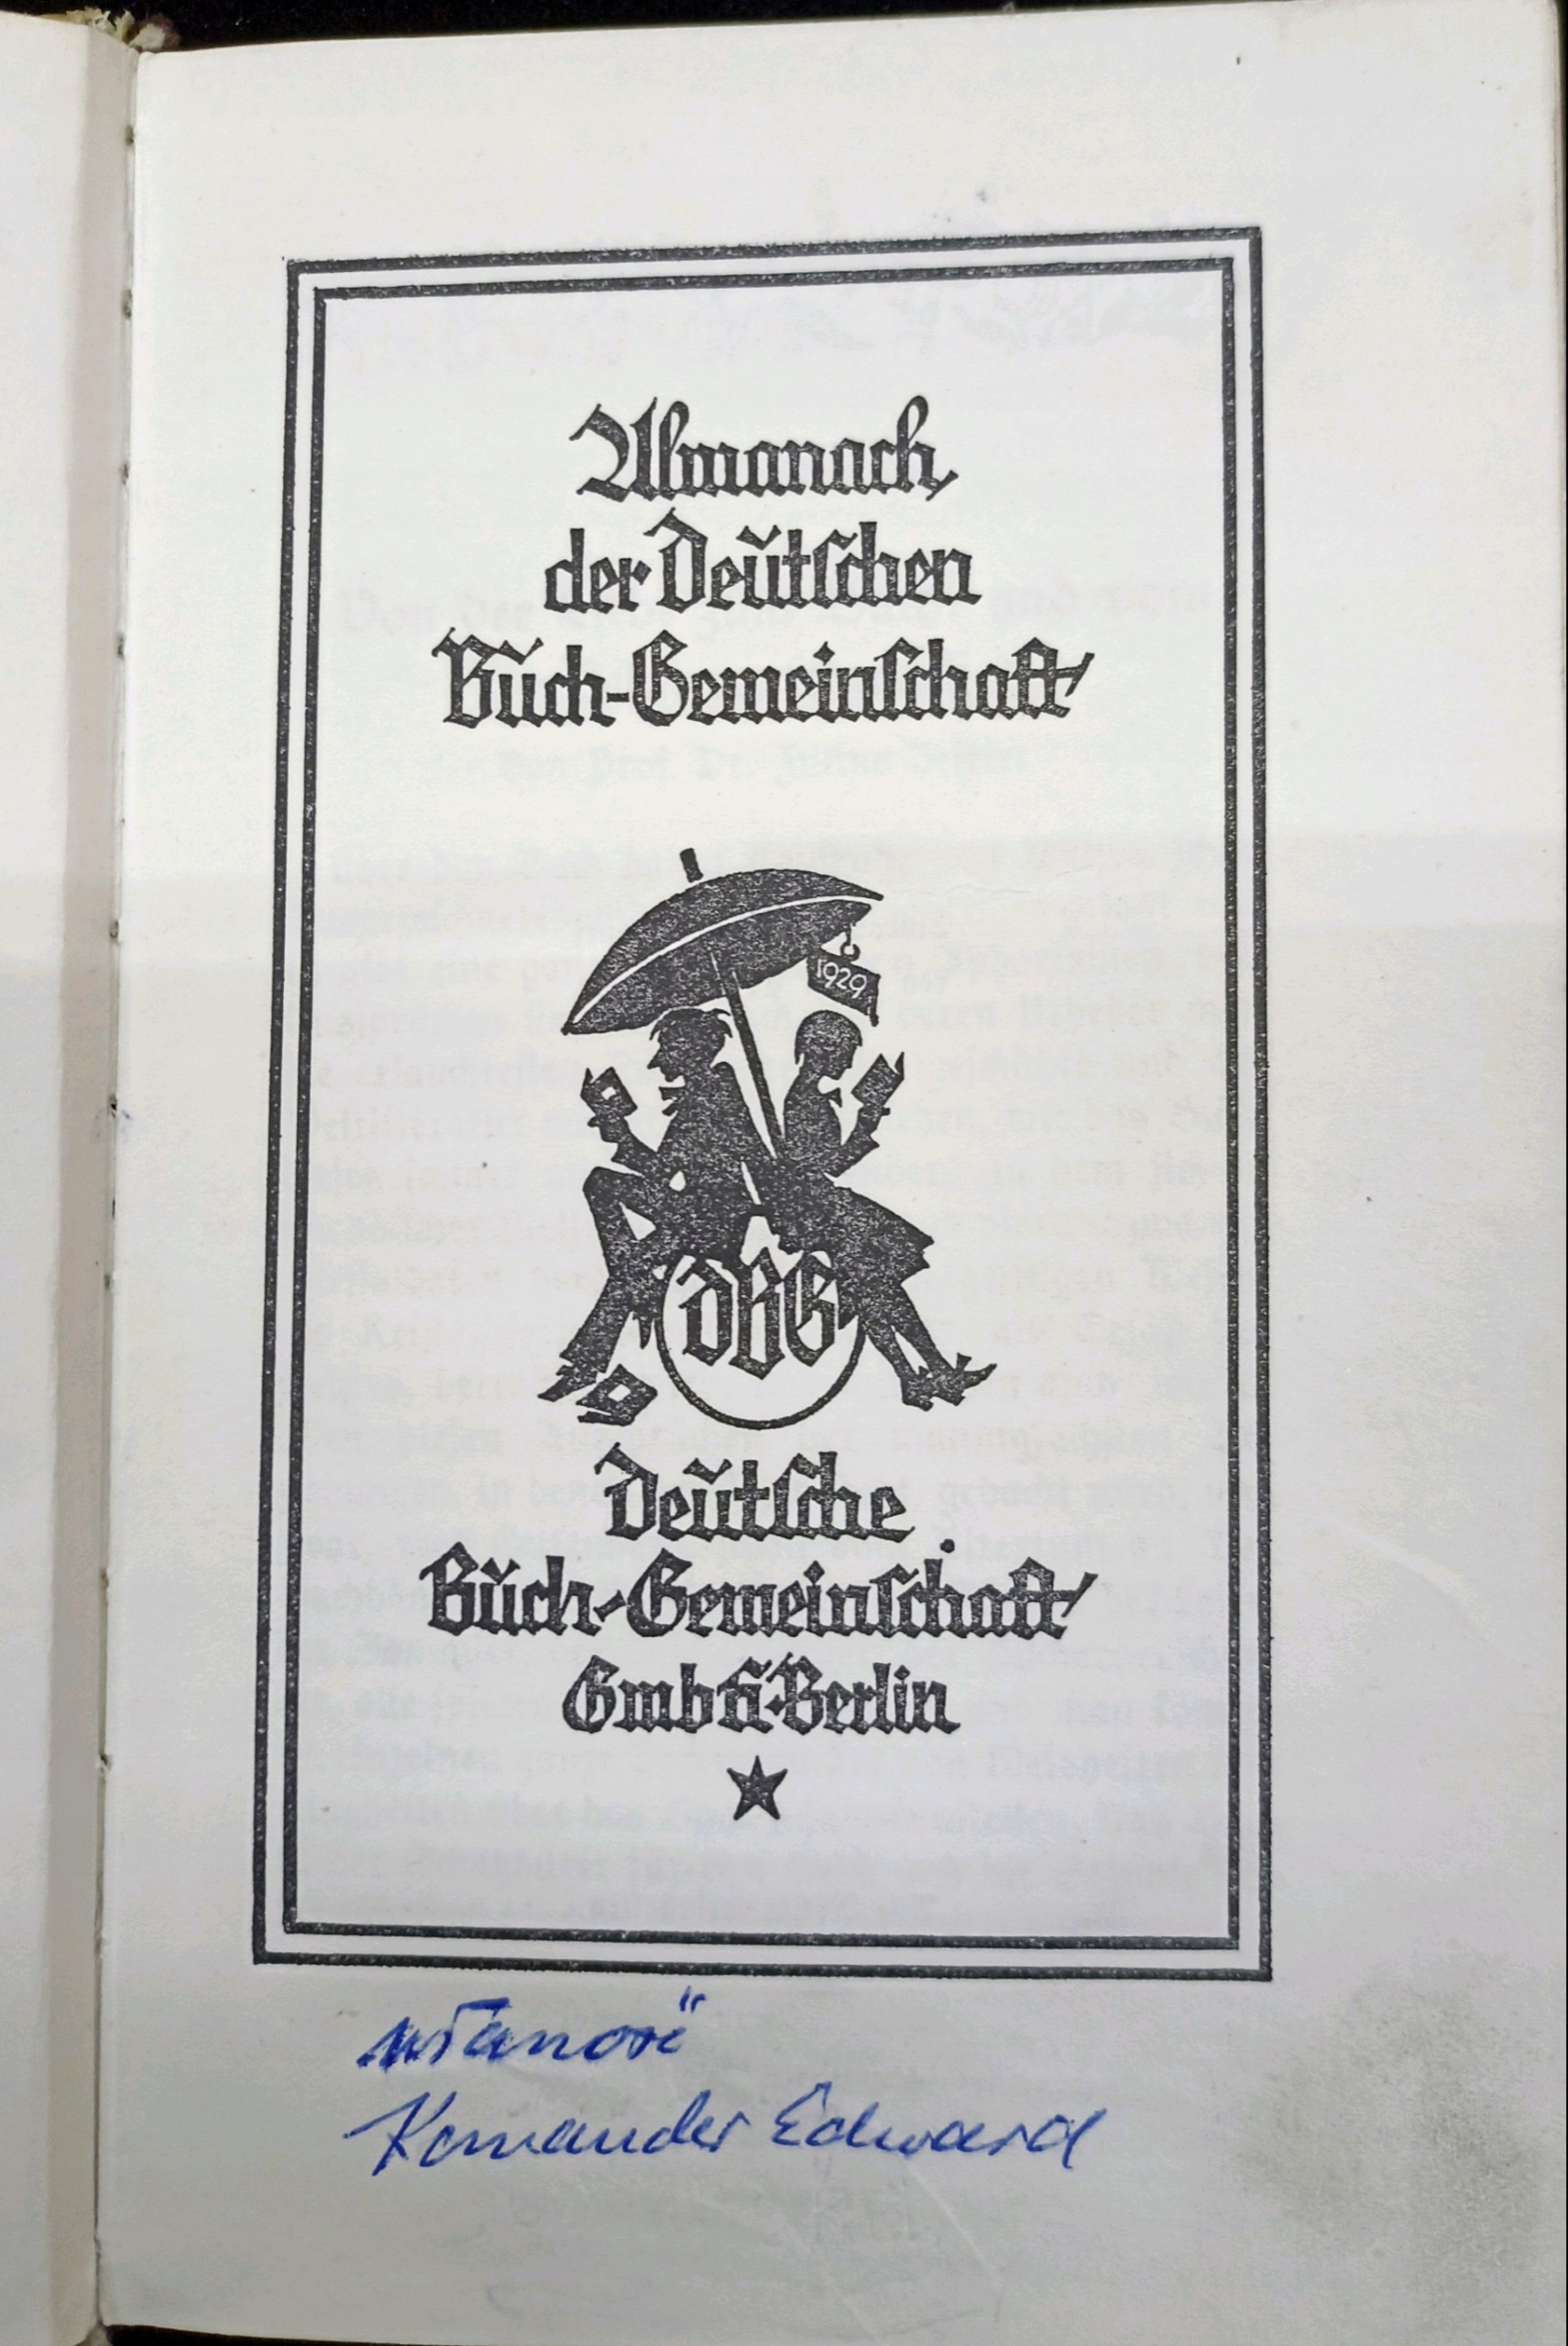 Almanach
der Deutschen
Buch-Gemeinschaft
1929
DBG
Deutsche
Buch-Gemeinschaft
GmbH·Berlin
Komander Edward